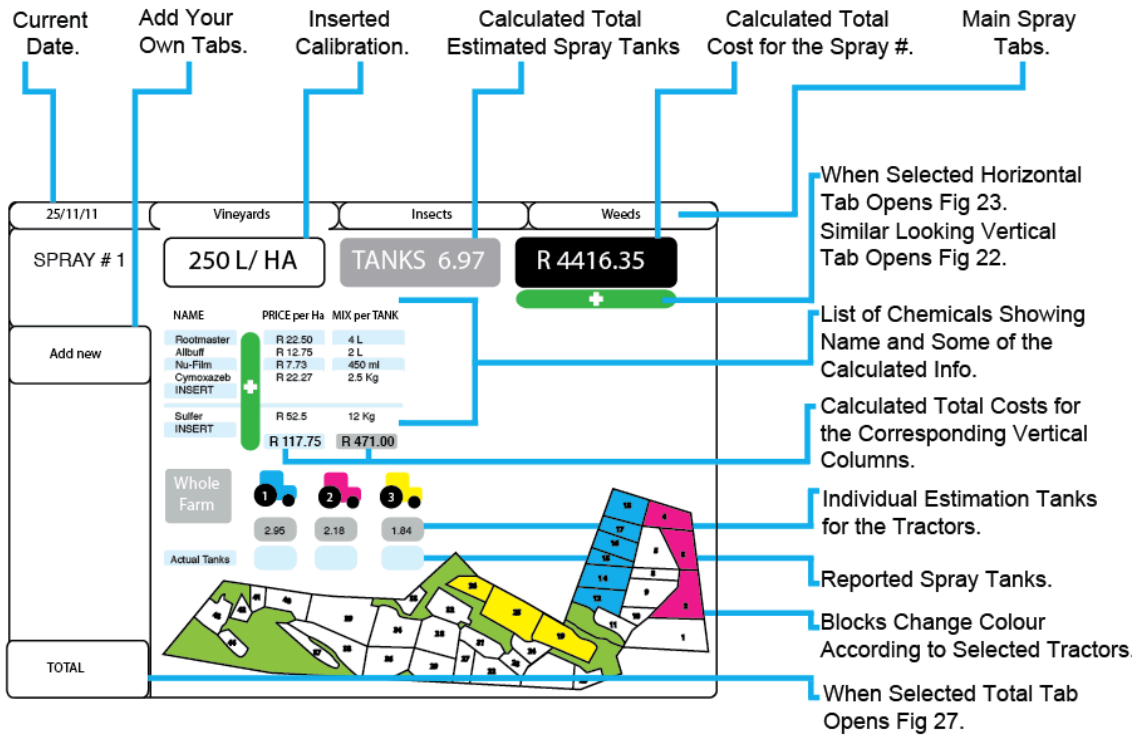 Current
Date.
Add Your
Own Tabs.
Inserted
Calibration.
Calculated Total
Estimated Spray Tanks
Calculated Total
Cost for the Spray #.
Main Spray
Tabs.
25/11/11
Vineyards
Insects
Weeds
SPRAY # 1
250 L/ HA
TANKS 6.97
R 4416.35
When Selected Horizontal
Tab Opens Fig 23.
Similar Looking Vertical
Tab Opens Fig 22.
NAME PRICE per Ha MIX per TANK
Rootmaster R 22.50 4 L
Allbuff R 12.75 2 L
Nu-Film R 7.73 450 ml
Cymoxazeb R 22.27 2.5 Kg
INSERT
Sulfer R 52.5 12 Kg
INSERT
R 117.75 R 471.00
Add new
List of Chemicals Showing
Name and Some of the
Calculated Info.
Calculated Total Costs for
the Corresponding Vertical
Columns.
Whole
Farm
1 2 3
2.95 2.18 1.84
Actual Tanks
Individual Estimation Tanks
for the Tractors.
Reported Spray Tanks.
Blocks Change Colour
According to Selected Tractors.
17
14
9
11
1
TOTAL
When Selected Total Tab
Opens Fig 27.